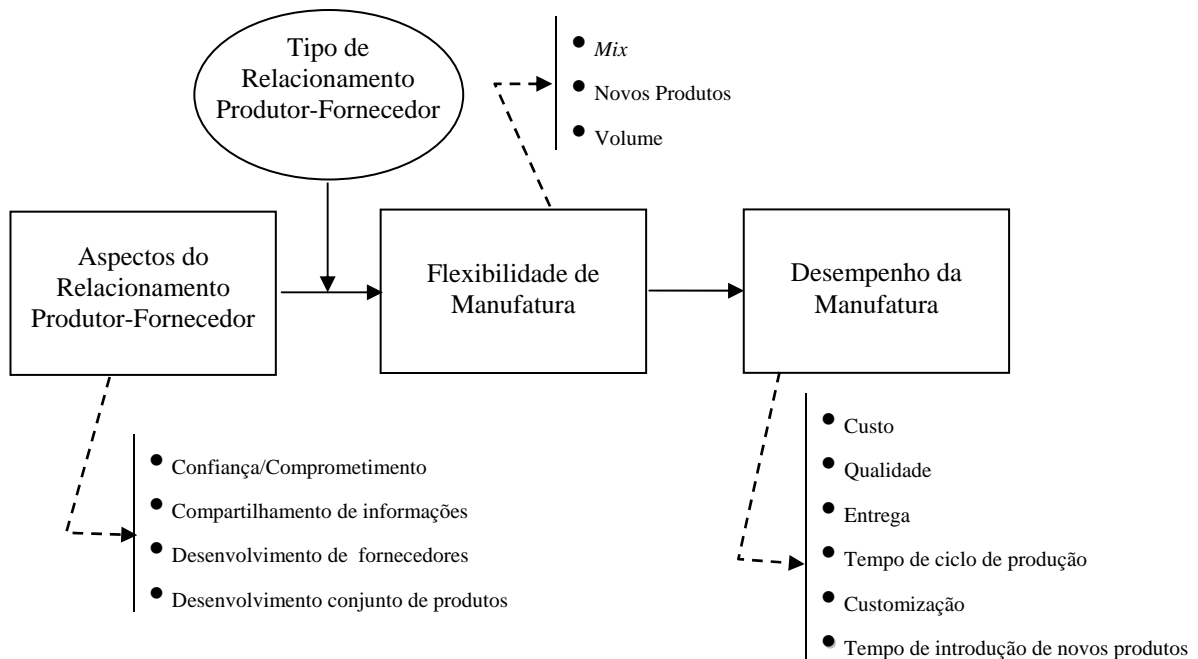 Tipo de
Relacionamento
Produtor-Fornecedor
Mix
Novos Produtos
Volume
Aspectos do
Relacionamento
Produtor-Fornecedor
Flexibilidade de
Manufatura
Desempenho da
Manufatura
Confiança/Comprometimento
Compartilhamento de informações
Desenvolvimento de fornecedores
Desenvolvimento conjunto de produtos
Custo
Qualidade
Entrega
Tempo de ciclo de produção
Customização
Tempo de introdução de novos produtos